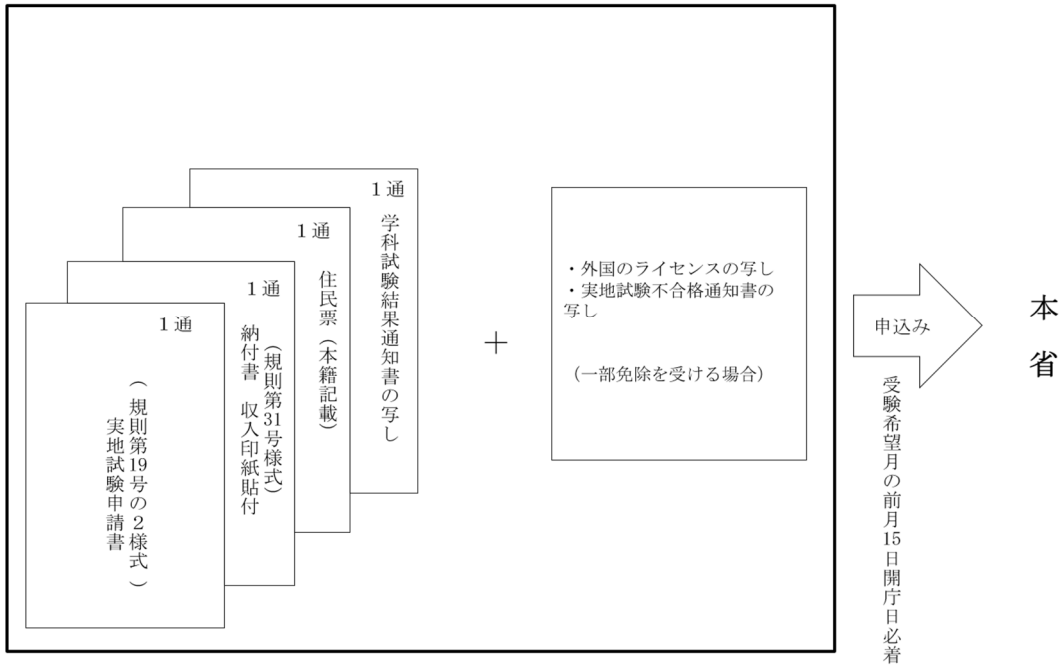 １通
学科試験結果通知書の写し
１通
住民票（本籍記載）
１通
（規則第31号様式）
納付書　収入印紙貼付
１通
（規則第19号の２様式）
実地試験申請書
＋
・外国のライセンスの写し
・実地試験不合格通知書の
写し
（一部免除を受ける場合）
申込み
受験希望月の前月15日開庁日必着
本省